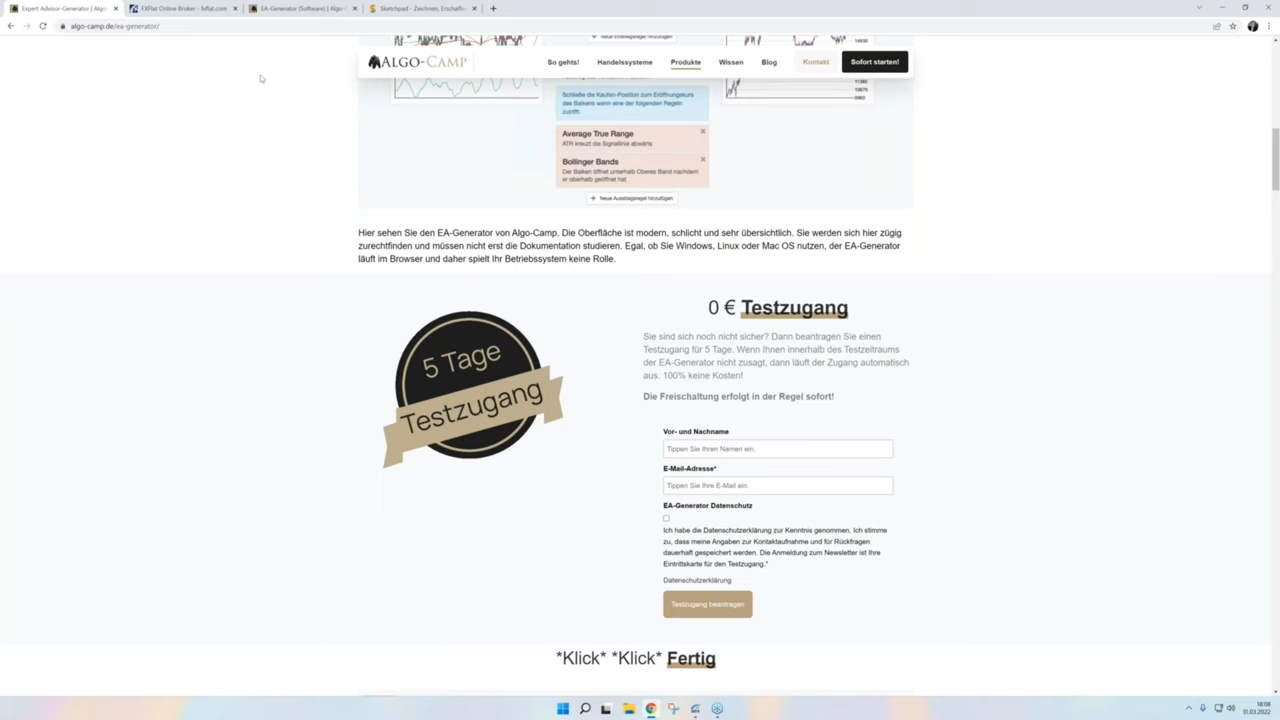 Expert Advisor-Generator | Algo
FXFlat Online Broker - fxflat.com
EA-Generator (Software) | Algo-C
Sketchpad - Zeichnen, Erschaffe
algo-camp.de/ea-generator/
Neue Einstiegsregel hinzufügen
14930
ALGO-CAMP
So gehts!
Handelssysteme
Produkte
Wissen
Blog
Kontakt
Sofort starten!
11380
10670
9960
Schließe die Kaufen-Position zum Eröffnungskurs
des Balkens wenn eine der folgenden Regeln
zutrifft.
Average True Range
ATR kreuzt die Signallinie abwärts
Bollinger Bands
Der Balken öffnet unterhalb Oberes Band nachdem
er oberhalb geöffnet hat
+ Neue Ausstiegsregel hinzufügen
Hier sehen Sie den EA-Generator von Algo-Camp. Die Oberfläche ist modern, schlicht und sehr übersichtlich. Sie werden sich hier zügig
zurechtfinden und müssen nicht erst die Dokumentation studieren. Egal, ob Sie Windows, Linux oder Mac OS nutzen, der EA-Generator
läuft im Browser und daher spielt Ihr Betriebssystem keine Rolle.
5 Tage
Testzugang
0 € Testzugang
Sie sind sich noch nicht sicher? Dann beantragen Sie einen
Testzugang für 5 Tage. Wenn Ihnen innerhalb des Testzeitraums
der EA-Generator nicht zusagt, dann läuft der Zugang automatisch
aus. 100% keine Kosten!
Die Freischaltung erfolgt in der Regel sofort!
Vor- und Nachname
Tippen Sie Ihren Namen ein.
E-Mail-Adresse*
Tippen Sie Ihre E-Mail ein.
EA-Generator Datenschutz
Ich habe die Datenschutzerklärung zur Kenntnis genommen. Ich stimme
zu, dass meine Angaben zur Kontaktaufnahme und für Rückfragen
dauerhaft gespeichert werden. Die Anmeldung zum Newsletter ist Ihre
Eintrittskarte für den Testzugang.*
Datenschutzerklärung
Testzugang beantragen
*Klick* *Klick* Fertig
18:08
31.03.2022